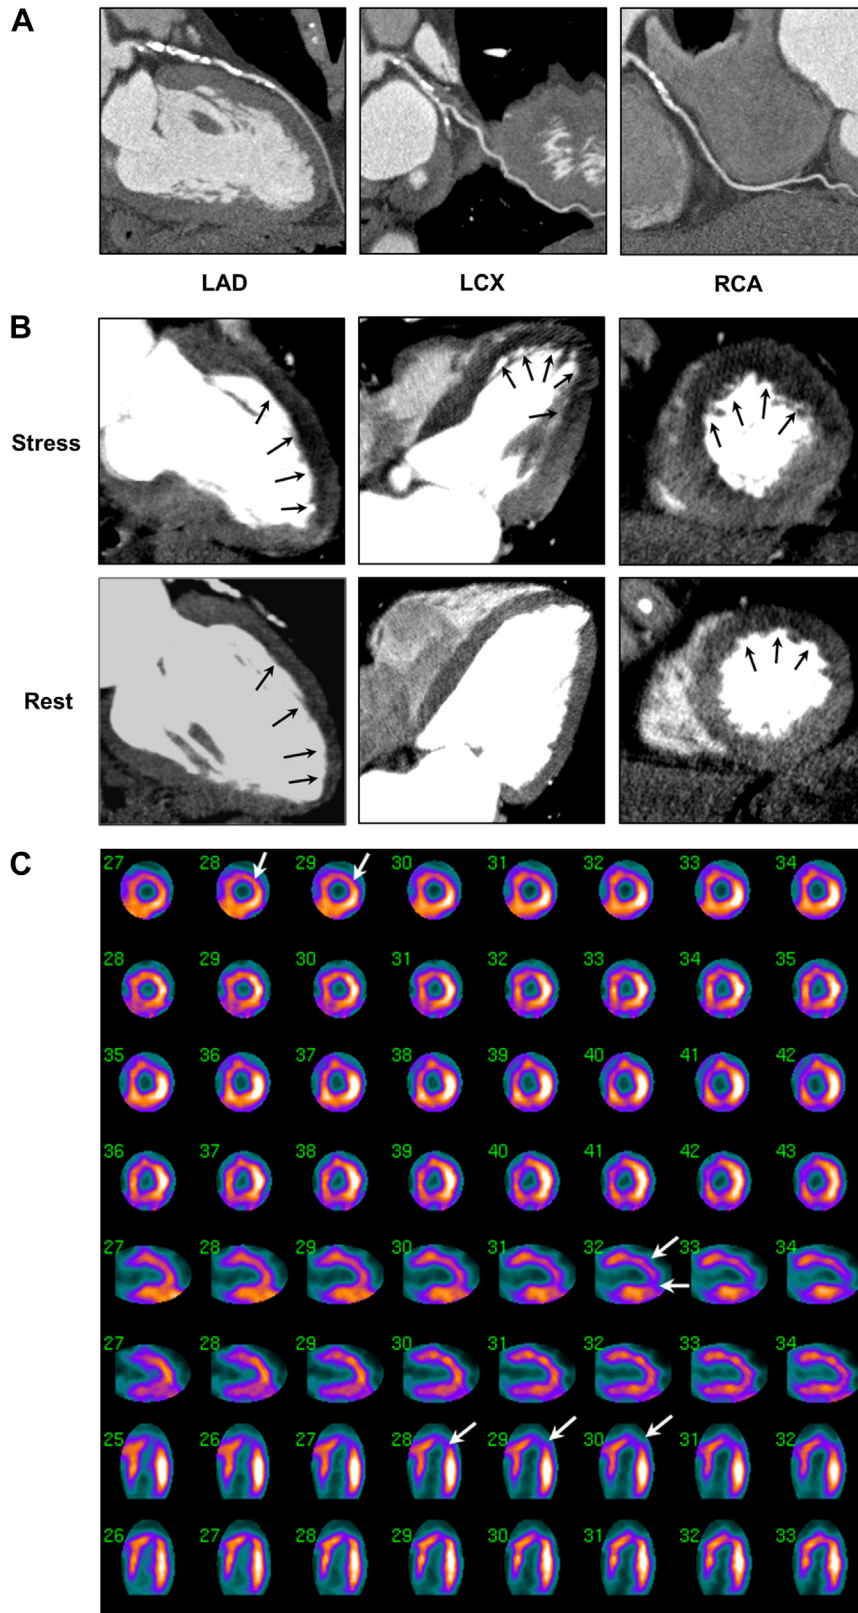 A
LAD LCX RCA
B
Stress
Rest
C
27 28 29 30 31 32 33 34
28 29 30 31 32 33 34 35
35 36 37 38 39 40 41 42
36 37 38 39 40 41 42 43
27 28 29 30 31 32 33 34
27 28 29 30 31 32 33 34
25 26 27 28 29 30 31 32
26 27 28 29 30 31 32 33